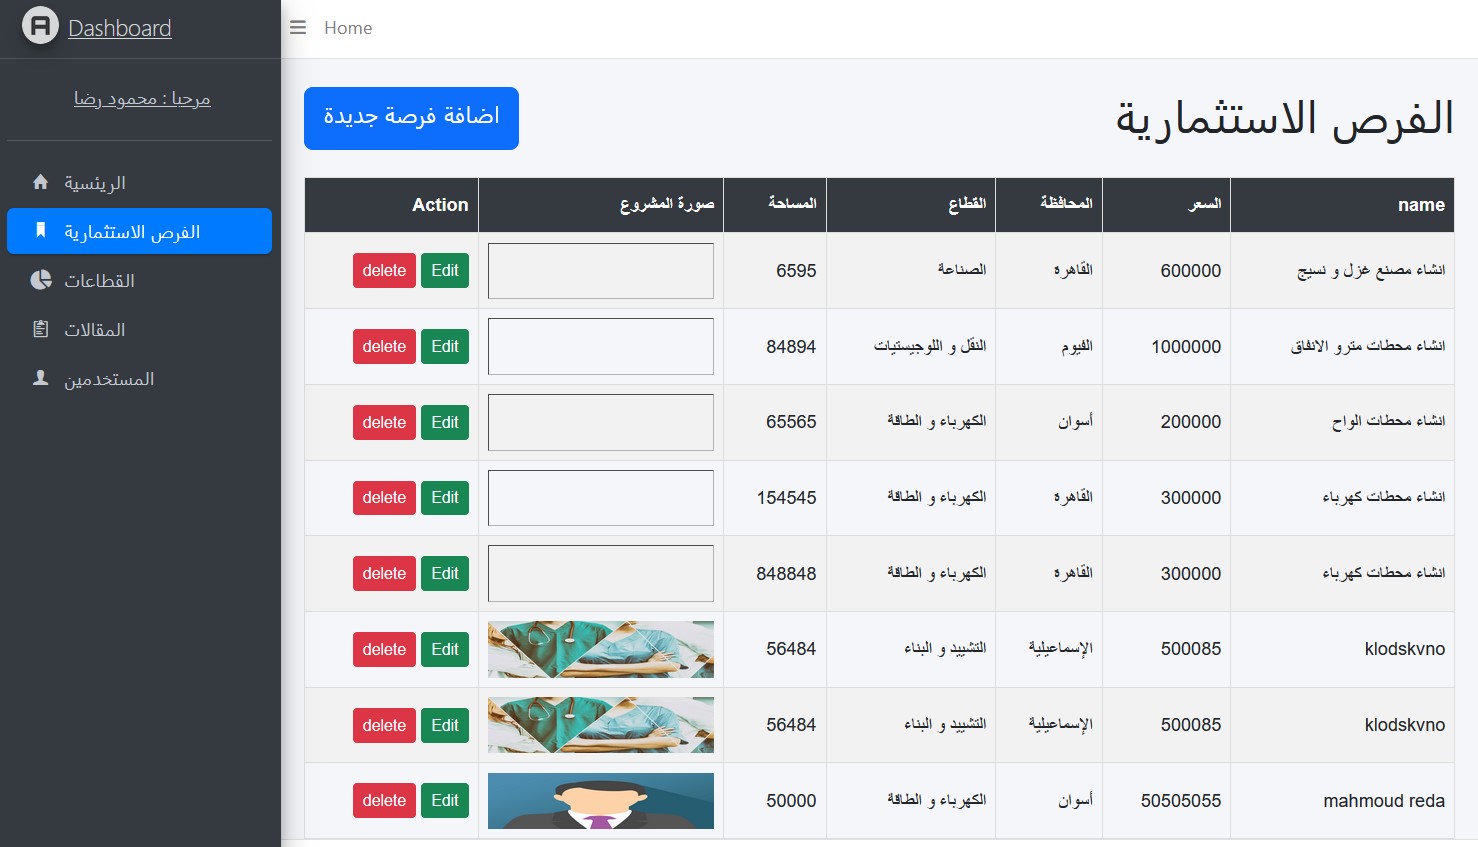 Dashboard
Home
مرحبا : محمود رضا
الريئسية
الفرص الاستثمارية
القطاعات
المقالات
المستخدمين
الفرص الاستثمارية
اضافة فرصة جديدة
name السعر المحافظة القطاع المساحة صورة المشروع Action
انشاء مصنع غزل و نسيج 600000 القاهرة الصناعة 6595 Edit delete
انشاء محطات مترو الانفاق 1000000 الفيوم النقل و اللوجيستيات 84894 Edit delete
انشاء محطات الواح 200000 أسوان الكهرباء و الطاقة 65565 Edit delete
انشاء محطات كهرباء 300000 القاهرة الكهرباء و الطاقة 154545 Edit delete
انشاء محطات كهرباء 300000 القاهرة الكهرباء و الطاقة 848848 Edit delete
klodskvno 500085 الإسماعيلية التشييد و البناء 56484 Edit delete
klodskvno 500085 الإسماعيلية التشييد و البناء 56484 Edit delete
mahmoud reda 50505055 أسوان الكهرباء و الطاقة 50000 Edit delete